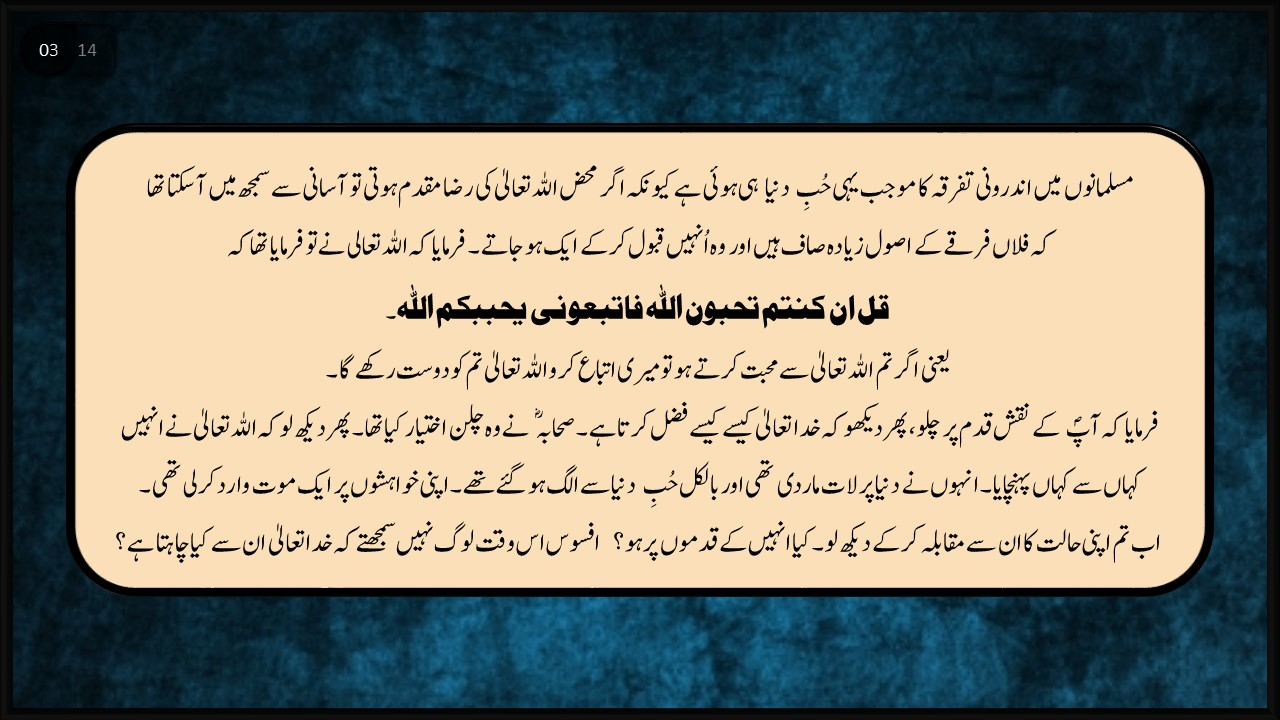 03 14
مسلمانوں میں اندرونی تفرقہ کا موجب یہی حُبِ دنیا ہی ہوئی ہے کیونکہ اگر محض اللہ تعالیٰ کی رضا مقدم ہوتی تو آسانی سے سمجھ میں آسکتا تھا
کہ فلاں فرقے کے اصول زیادہ صاف ہیں اور وہ اُنہیں قبول کرکے ایک ہو جاتے۔ فرمایا کہ اللہ تعالیٰ نے تو فرمایا تھا کہ
قل ان کنتم تحبون اللہ فاتبعونی یحببکم اللہ۔
یعنی اگر تم اللہ تعالیٰ سے محبت کرتے ہو تو میری اتباع کرو اللہ تعالیٰ تم کو دوست رکھے گا۔
فرمایا کہ آپؐ کے نقش قدم پر چلو، پھر دیکھو کہ خدا تعالیٰ کیسے کیسے فضل کرتا ہے۔ صحابہؓ نے وہ چلن اختیار کیا تھا۔ پھر دیکھ لو کہ اللہ تعالیٰ نے انہیں
کہاں سے کہاں پہنچایا۔ انہوں نے دنیا پر لات ماردی تھی اور بالکل حُبِ دنیا سے الگ ہو گئے تھے۔ اپنی خواہشوں پر ایک موت وارد کر لی تھی۔
اب تم اپنی حالت کا ان سے مقابلہ کرکے دیکھ لو۔ کیا انہیں کے قدموں پر ہو؟ افسوس اس وقت لوگ نہیں سمجھتے کہ خدا تعالیٰ ان سے کیا چاہتا ہے؟